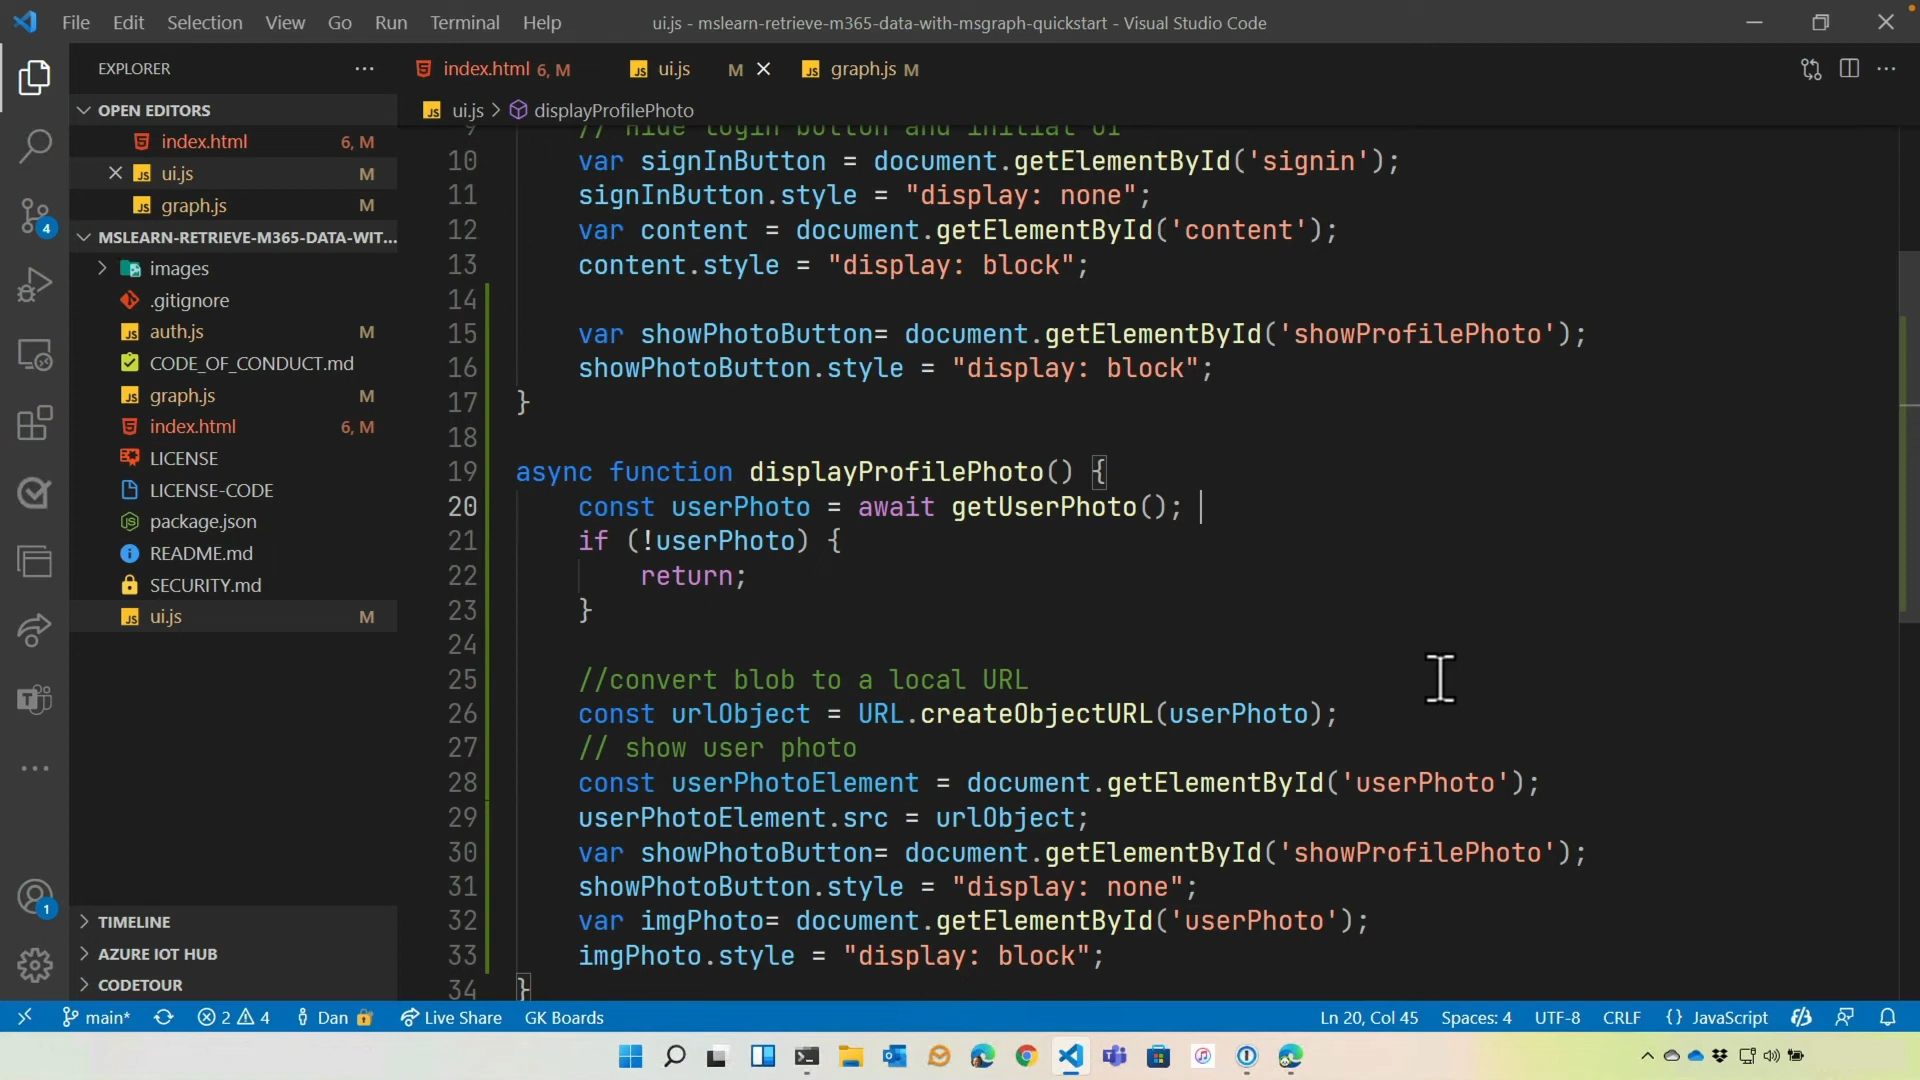 File Edit Selection View Go Run Terminal Help
ui.js - mslearn-retrieve-m365-data-with-msgraph-quickstart - Visual Studio Code
EXPLORER
index.html 6, M
ui.js M
graph.js M
OPEN EDITORS
index.html 6, M
ui.js M
graph.js M
MSLEARN-RETRIEVE-M365-DATA-WIT...
images
.gitignore
auth.js M
CODE_OF_CONDUCT.md
graph.js M
index.html 6, M
LICENSE
LICENSE-CODE
package.json
README.md
SECURITY.md
ui.js M
TIMELINE
AZURE IOT HUB
CODETOUR
4
1
ui.js > displayProfilePhoto
9 // Hide login button and initial UI
10 var signInButton = document.getElementById('signin');
11 signInButton.style = "display: none";
12 var content = document.getElementById('content');
13 content.style = "display: block";
14
15 var showPhotoButton= document.getElementById('showProfilePhoto');
16 showPhotoButton.style = "display: block";
17 }
18
19 async function displayProfilePhoto() {
20 const userPhoto = await getUserPhoto();
21 if (!userPhoto) {
22 return;
23 }
24
25 //convert blob to a local URL
26 const urlObject = URL.createObjectURL(userPhoto);
27 // show user photo
28 const userPhotoElement = document.getElementById('userPhoto');
29 userPhotoElement.src = urlObject;
30 var showPhotoButton= document.getElementById('showProfilePhoto');
31 showPhotoButton.style = "display: none";
32 var imgPhoto= document.getElementById('userPhoto');
33 imgPhoto.style = "display: block";
34 }
main* 2 4 Dan Live Share GK Boards
Ln 20, Col 45 Spaces: 4 UTF-8 CRLF {} JavaScript